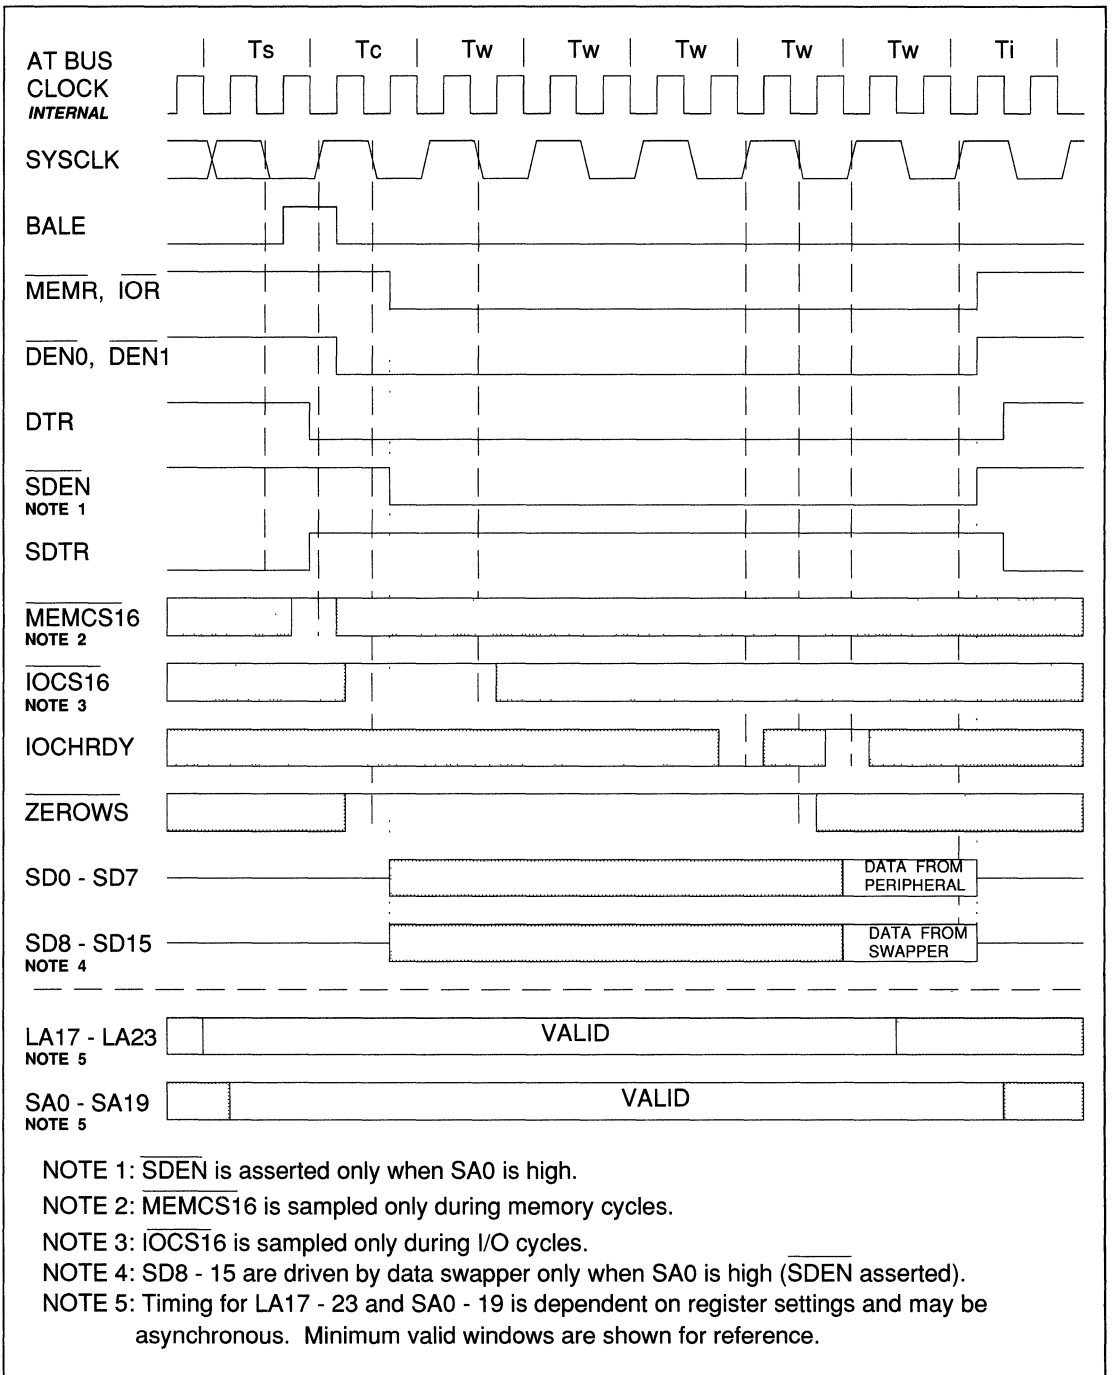 Ts Tc Tw Tw Tw Tw Tw Ti
AT BUS
CLOCK
INTERNAL
SYSCLK
BALE
MEMR, IOR
DEN0, DEN1
DTR
SDEN
NOTE 1
SDTR
MEMCS16
NOTE 2
IOCS16
NOTE 3
IOCHRDY
ZEROWS
SD0 - SD7
DATA FROM
PERIPHERAL
SD8 - SD15
NOTE 4
DATA FROM
SWAPPER
LA17 - LA23
NOTE 5
VALID
SA0 - SA19
NOTE 5
VALID
NOTE 1: SDEN is asserted only when SA0 is high.
NOTE 2: MEMCS16 is sampled only during memory cycles.
NOTE 3: IOCS16 is sampled only during I/O cycles.
NOTE 4: SD8 - 15 are driven by data swapper only when SA0 is high (SDEN asserted).
NOTE 5: Timing for LA17 - 23 and SA0 - 19 is dependent on register settings and may be
asynchronous. Minimum valid windows are shown for reference.